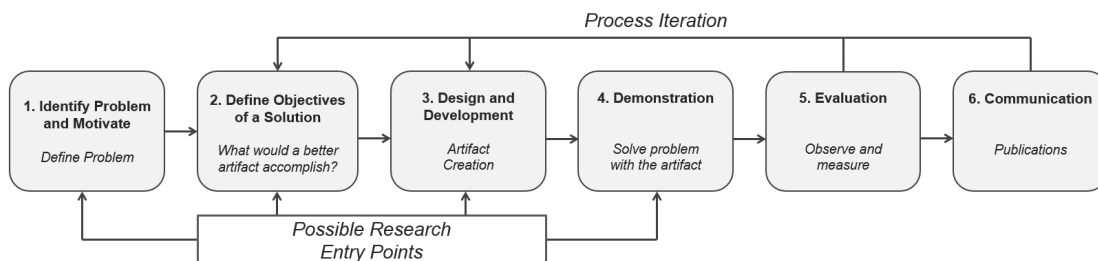 Process Iteration
1. Identify Problem
and Motivate
Define Problem
2. Define Objectives
of a Solution
What would a better
artifact accomplish?
3. Design and
Development
Artifact
Creation
4. Demonstration
Solve problem
with the artifact
5. Evaluation
Observe and
measure
6. Communication
Publications
Possible Research
Entry Points